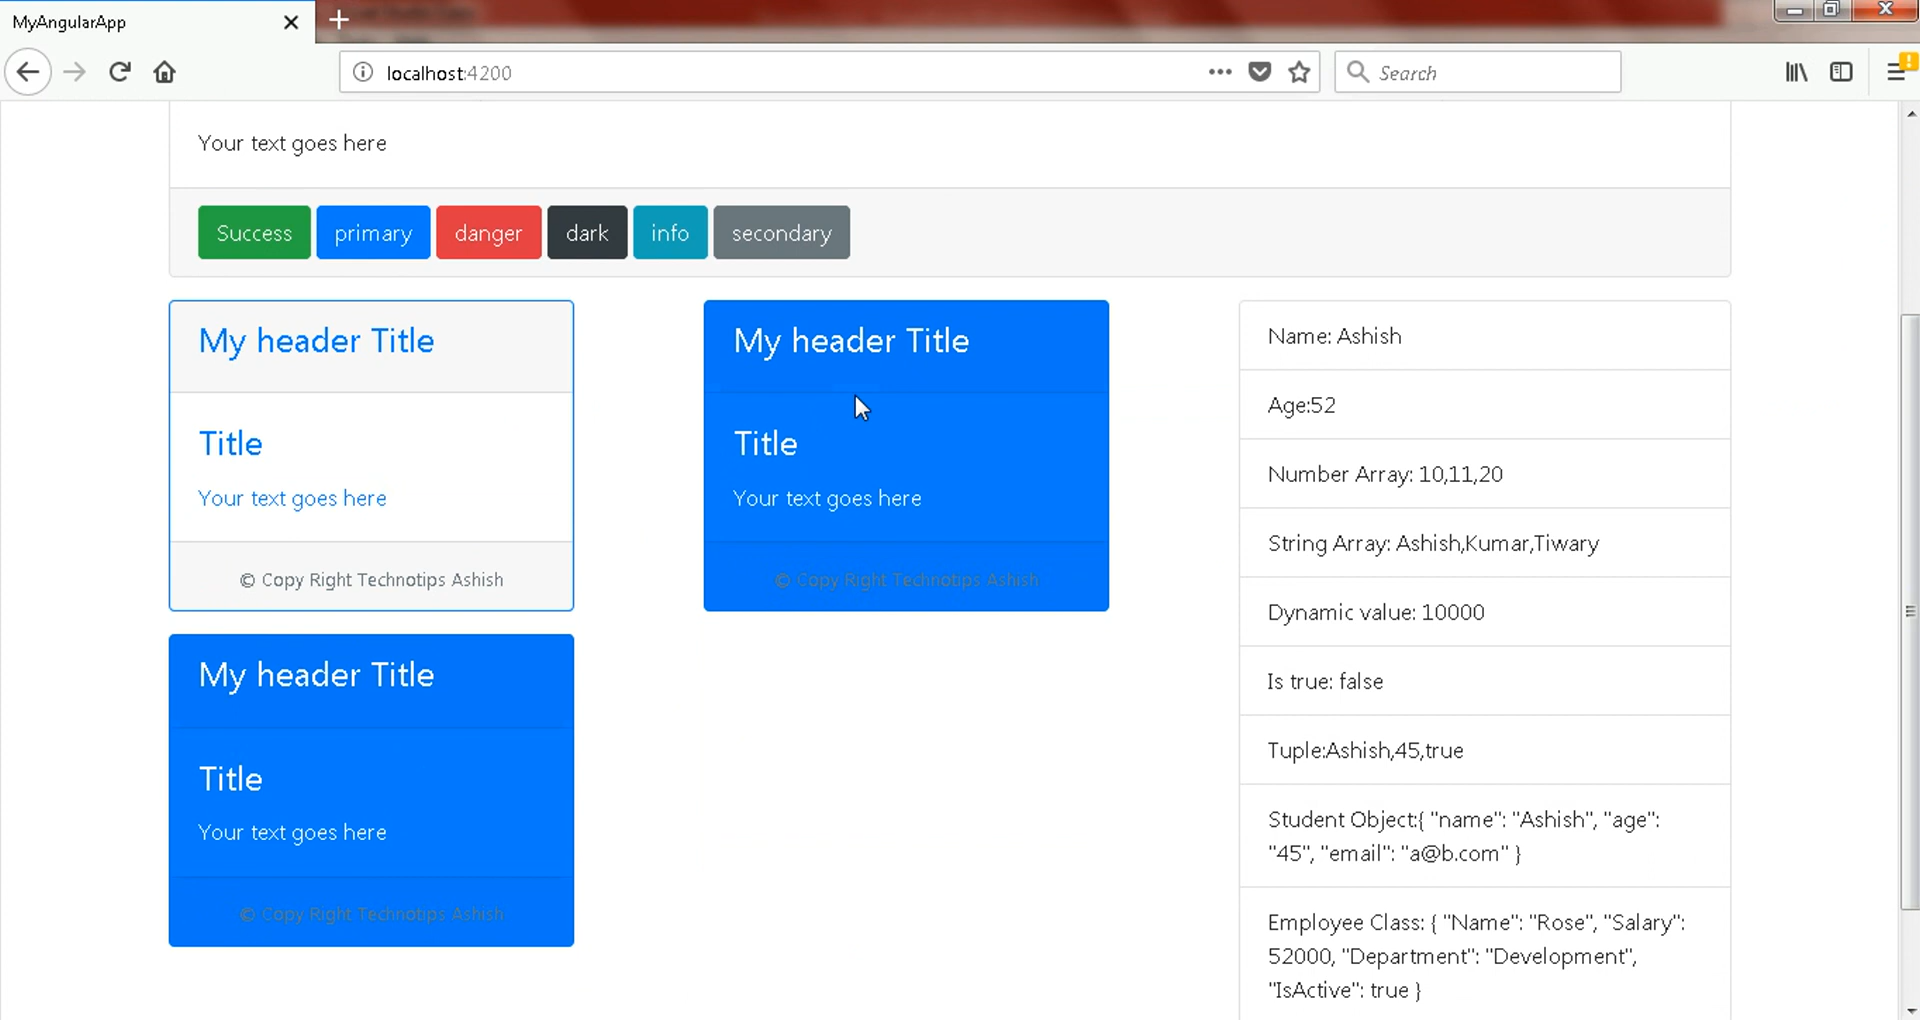 MyAngularApp
localhost:4200
Search
Your text goes here
Success primary danger dark info secondary
My header Title
Title
Your text goes here
© Copy Right Technotips Ashish
My header Title
Title
Your text goes here
© Copy Right Technotips Ashish
My header Title
Title
Your text goes here
© Copy Right Technotips Ashish
Name: Ashish
Age:52
Number Array: 10,11,20
String Array: Ashish,Kumar,Tiwary
Dynamic value: 10000
Is true: false
Tuple:Ashish,45,true
Student Object:{ "name": "Ashish", "age":
"45", "email": "a@b.com" }
Employee Class: { "Name": "Rose", "Salary":
52000, "Department": "Development",
"IsActive": true }